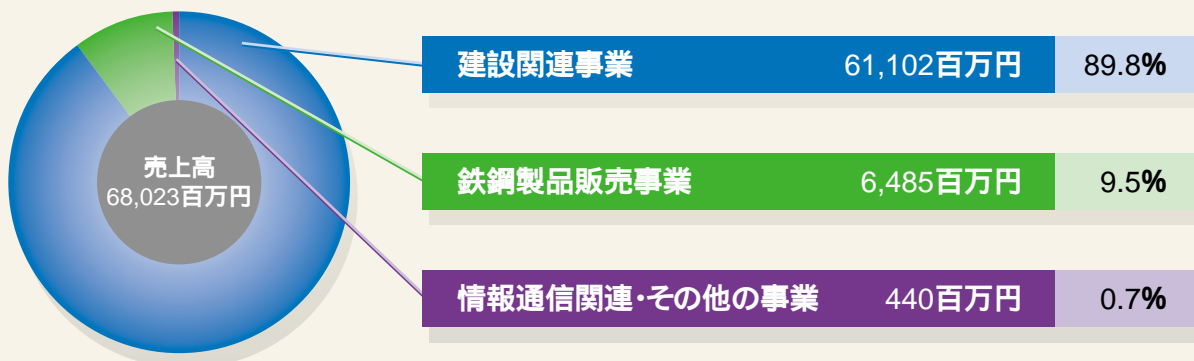 売上高
68,023百万円
建設関連事業 61,102百万円 89.8%
鉄鋼製品販売事業 6,485百万円 9.5%
情報通信関連・その他の事業 440百万円 0.7%